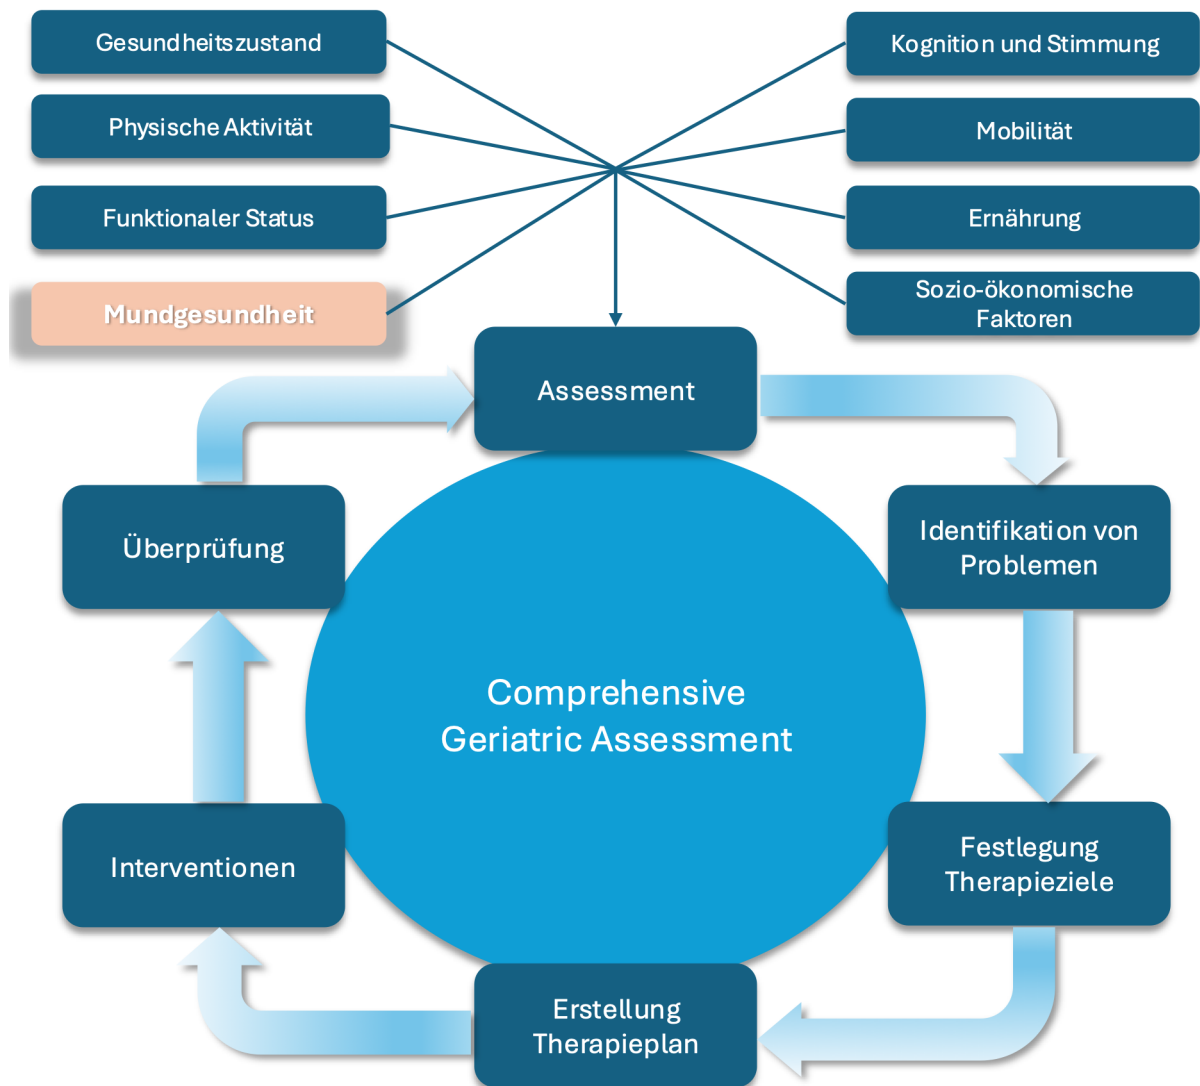 Gesundheitszustand
Kognition und Stimmung
Physische Aktivität
Mobilität
Funktionaler Status
Ernährung
Mundgesundheit
Sozio-ökonomische
Faktoren
Assessment
Überprüfung
Identifikation von
Problemen
Comprehensive
Geriatric Assessment
Interventionen
Festlegung
Therapieziele
Erstellung
Therapieplan